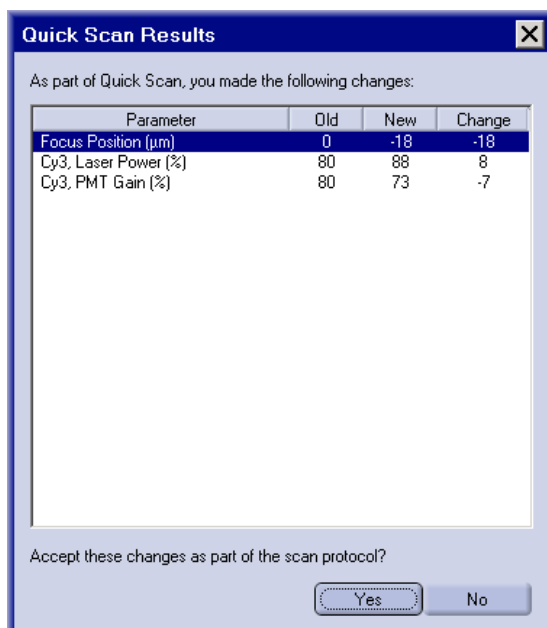 Quick Scan Results
As part of Quick Scan, you made the following changes:
Parameter Old New Change
Focus Position (µm) 0 -18 -18
Cy3, Laser Power (%) 80 88 8
Cy3, PMT Gain (%) 80 73 -7
Accept these changes as part of the scan protocol?
Yes No